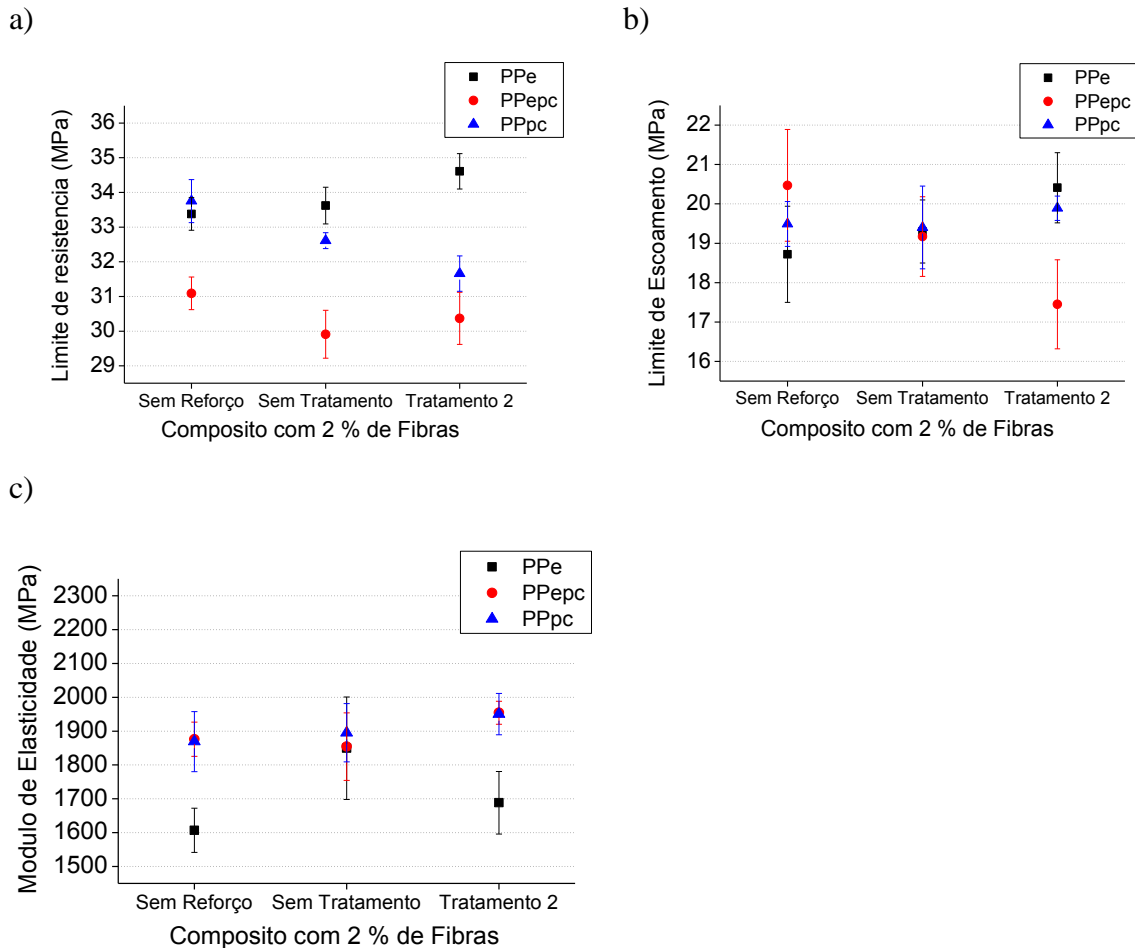 a)
PPe
PPepc
PPpc
Limite de resistencia (MPa)
36
35
34
33
32
31
30
29
Sem Reforço Sem Tratamento Tratamento 2
Composito com 2 % de Fibras
b)
PPe
PPepc
PPpc
Limite de Escoamento (MPa)
22
21
20
19
18
17
16
Sem Reforço Sem Tratamento Tratamento 2
Composito com 2 % de Fibras
c)
PPe
PPepc
PPpc
Modulo de Elasticidade (MPa)
2300
2200
2100
2000
1900
1800
1700
1600
1500
Sem Reforço Sem Tratamento Tratamento 2
Composito com 2 % de Fibras